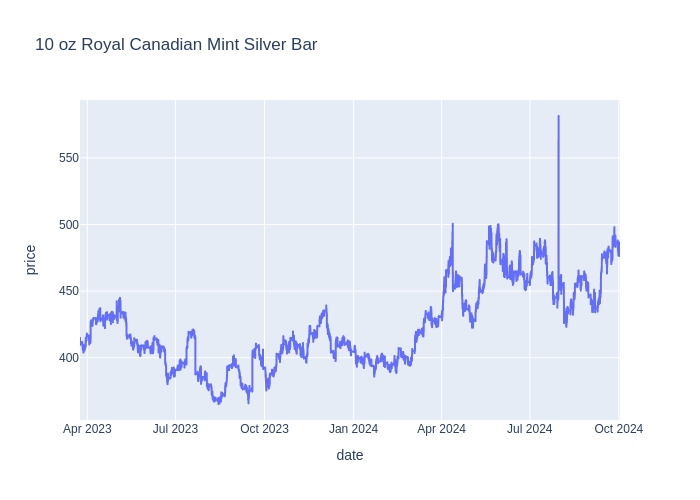 10 oz Royal Canadian Mint Silver Bar
550
500
450
400
price
Apr 2023
Jul 2023
Oct 2023
Jan 2024
Apr 2024
Jul 2024
Oct 2024
date